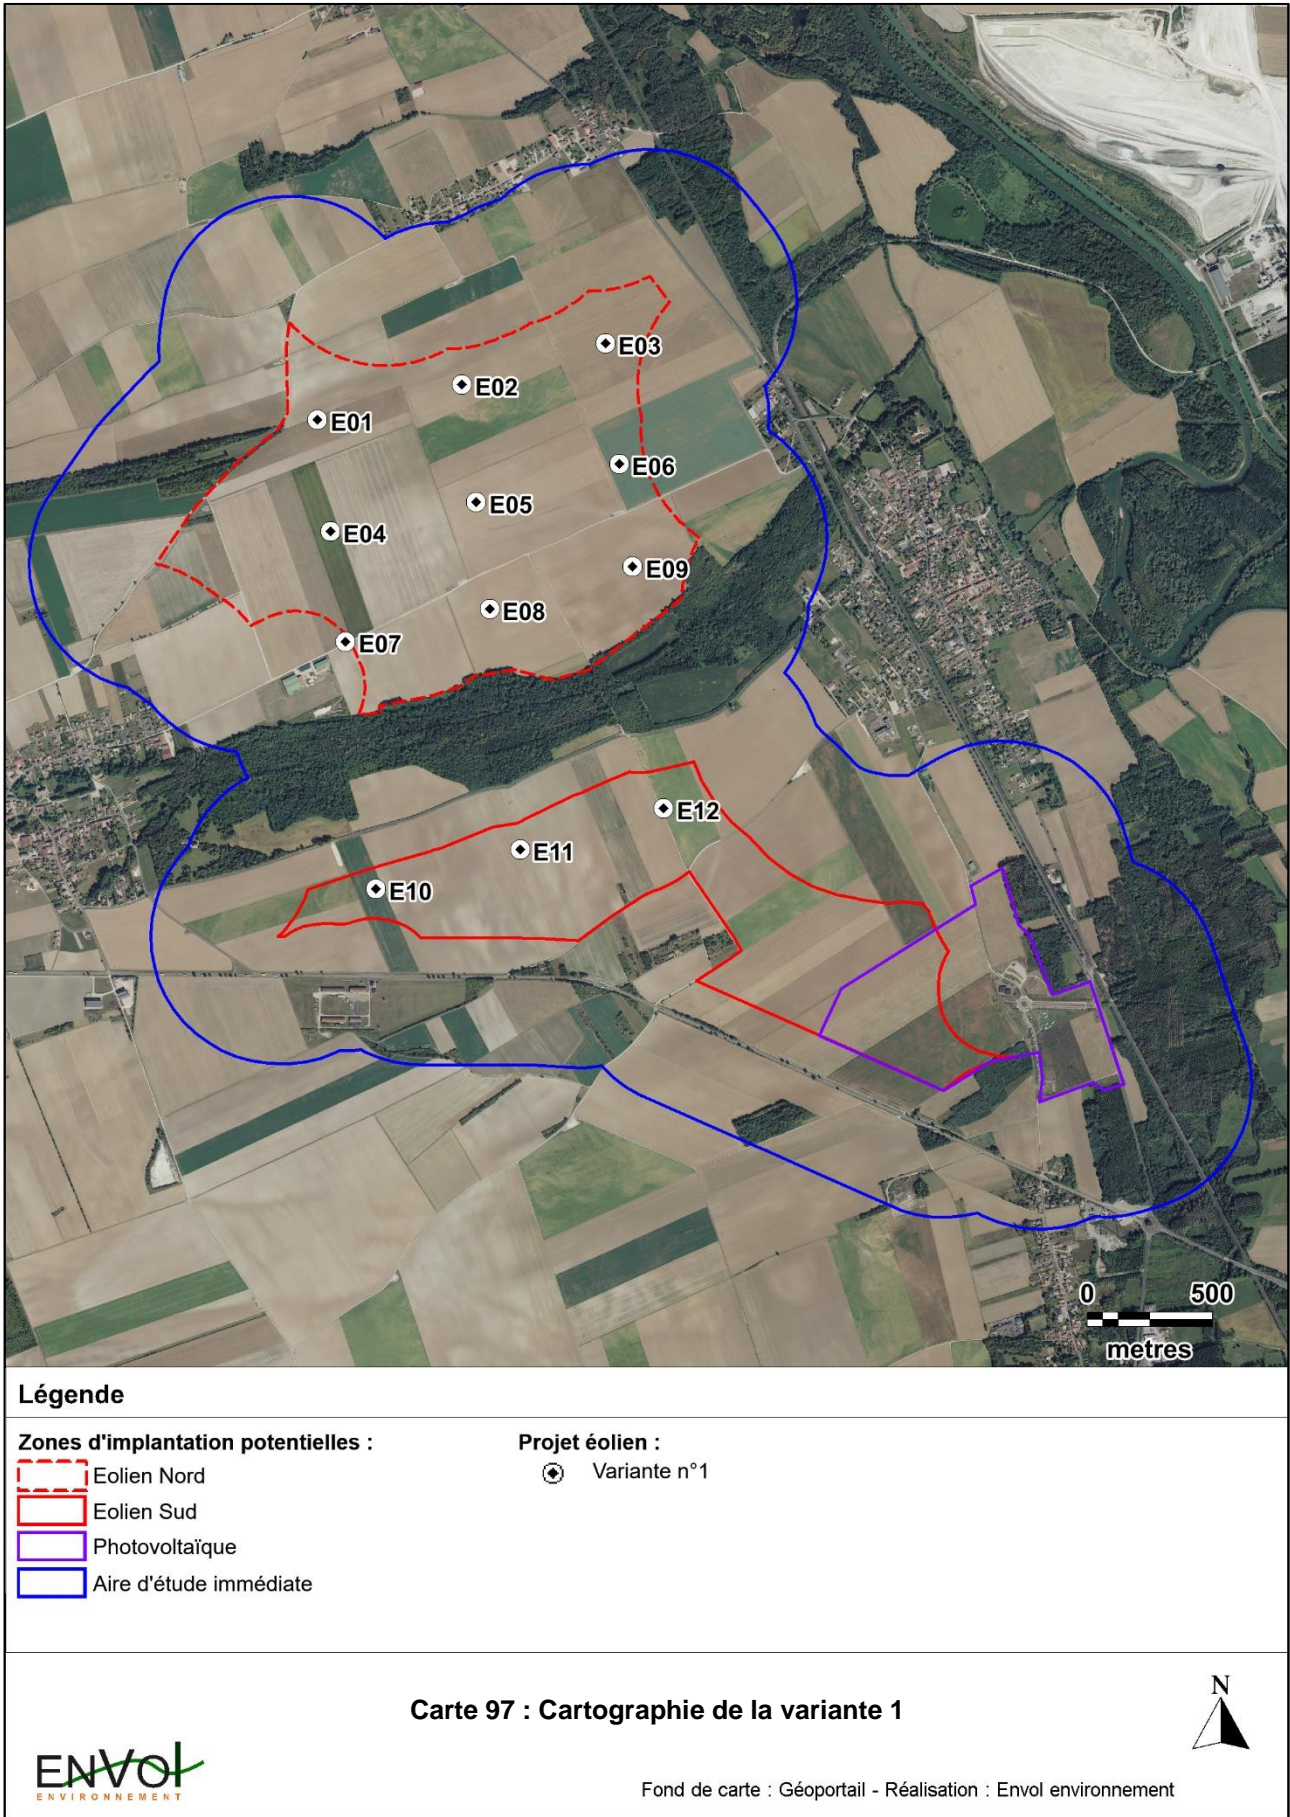 E03
E02
E01
E06
E05
E04
E09
E08
E07
E12
E11
E10
0 500
metres
Légende
Zones d'implantation potentielles :
Eolien Nord
Eolien Sud
Photovoltaïque
Aire d'étude immédiate
Projet éolien :
Variante n°1
Carte 97 : Cartographie de la variante 1
N
ENVOl
ENVIRONNEMENT
Fond de carte : Géoportail - Réalisation : Envol environnement